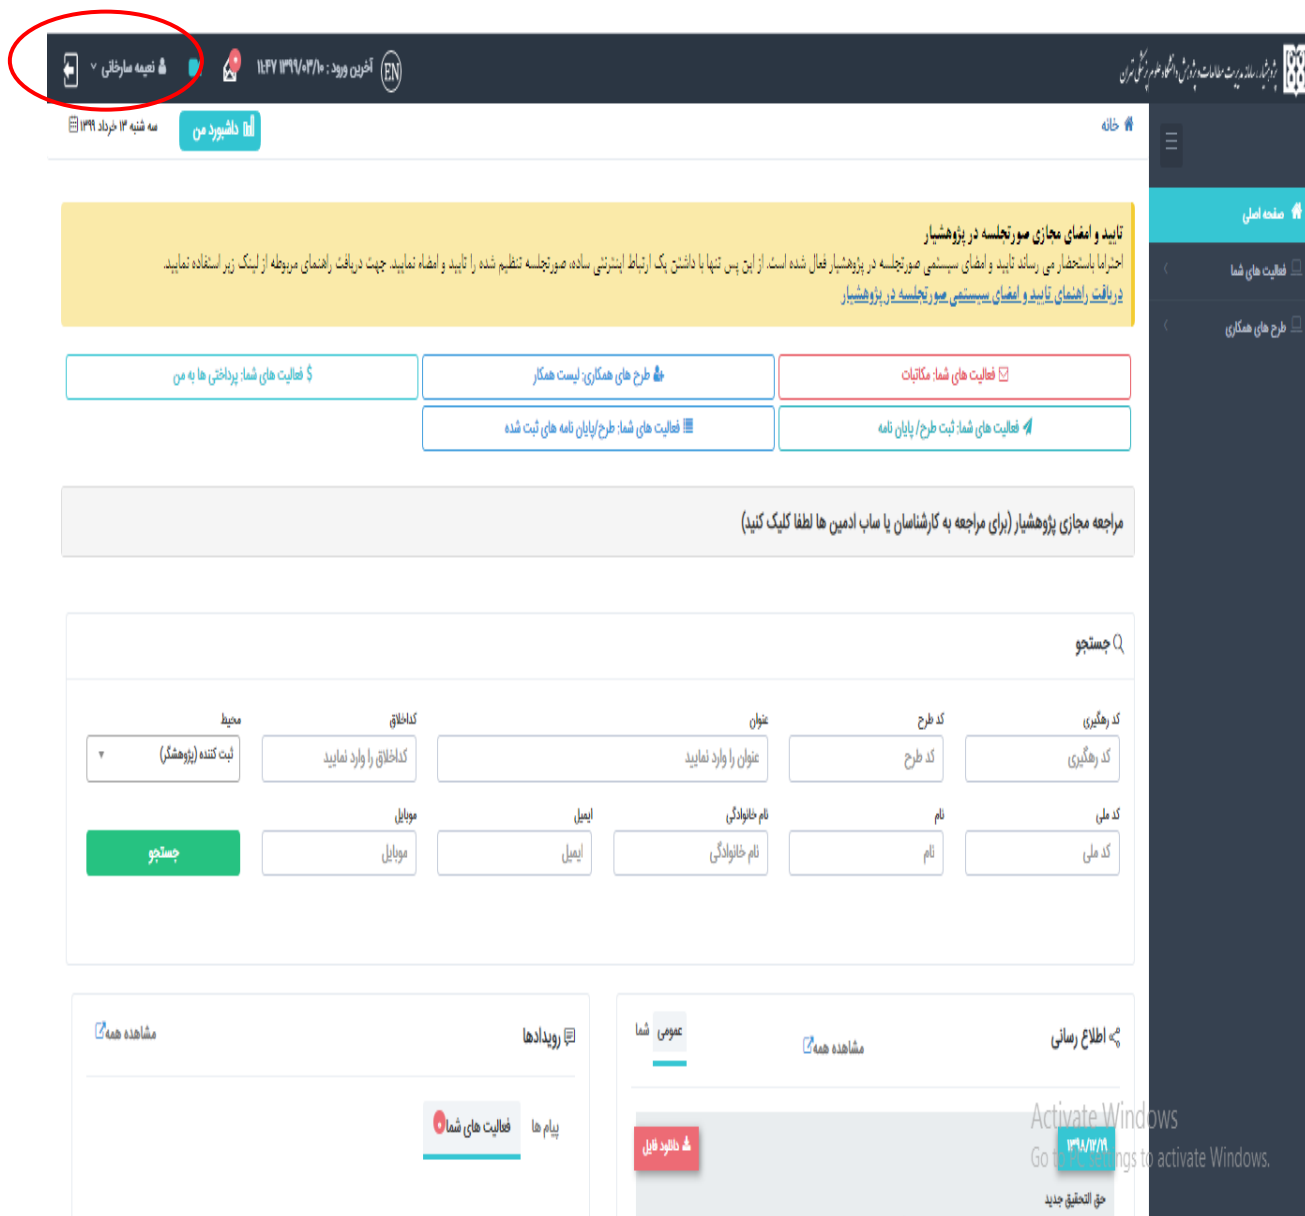 پژوهشیار، سامانه مدیریت مطالعات و پژوهش دانشگاه علوم پزشکی تهران
EN
آخرین ورود : ۱۳۹۹/۰۳/۱۰ ۱۱:۴۷
نعیمه سارخانی
خانه
داشبورد من
سه شنبه ۱۳ خرداد ۱۳۹۹
صفحه اصلی
فعالیت های شما
طرح های همکاری
تایید و امضای مجازی صورتجلسه در پژوهشیار
احتراما باستحضار می رساند تایید و امضای سیستمی صورتجلسه در پژوهشیار فعال شده است. از این پس تنها با داشتن یک ارتباط اینترنتی ساده، صورتجلسه تنظیم شده را تایید و امضاء نمایید. جهت دریافت راهنمای مربوطه از لینک زیر استفاده نمایید.
دریافت راهنمای تایید و امضای سیستمی صورتجلسه در پژوهشیار
فعالیت های شما: مکاتبات
طرح های همکاری: لیست همکار
$ فعالیت های شما: پرداختی ها به من
فعالیت های شما: ثبت طرح/ پایان نامه
فعالیت های شما: طرح/پایان نامه های ثبت شده
مراجعه مجازی پژوهشیار (برای مراجعه به کارشناسان یا ساب ادمین ها لطفا کلیک کنید)
جستجو
کد رهگیری کد طرح عنوان کداخلاق محیط
کد رهگیری کد طرح عنوان را وارد نمایید کداخلاق را وارد نمایید ثبت کننده (پژوهشگر)
کد ملی نام نام خانوادگی ایمیل موبایل
کد ملی نام نام خانوادگی ایمیل موبایل جستجو
اطلاع رسانی
مشاهده همه
عمومی شما
۱۳۹۸/۱۲/۱۹
دانلود فایل
حق التحقیق جدید
رویدادها
مشاهده همه
پیام ها فعالیت های شما ۰
Activate Windows
Go to PC settings to activate Windows.